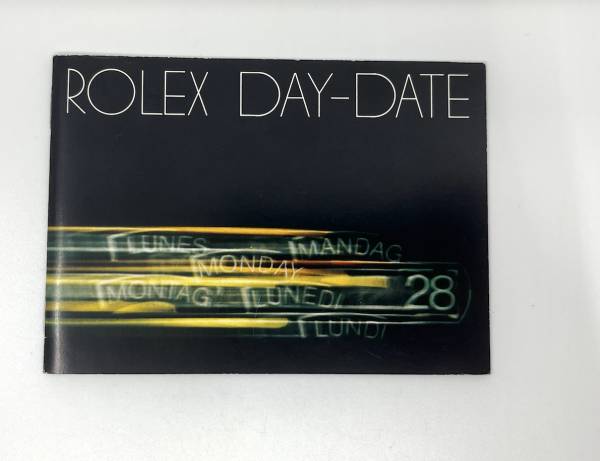 ROLEX DAY-DATE
LUNES MANDAG
MONDAY
MONTAG LUNEDI 28
LUNDI